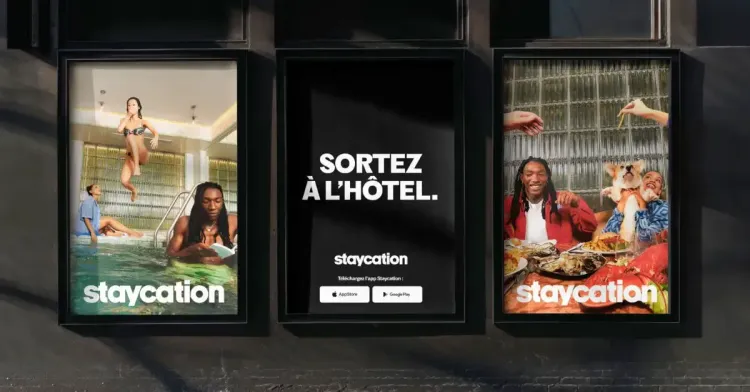 staycation
SORTEZ
À L'HÔTEL.
staycation
Téléchargez l'app Staycation :
App Store
Google Play
staycation